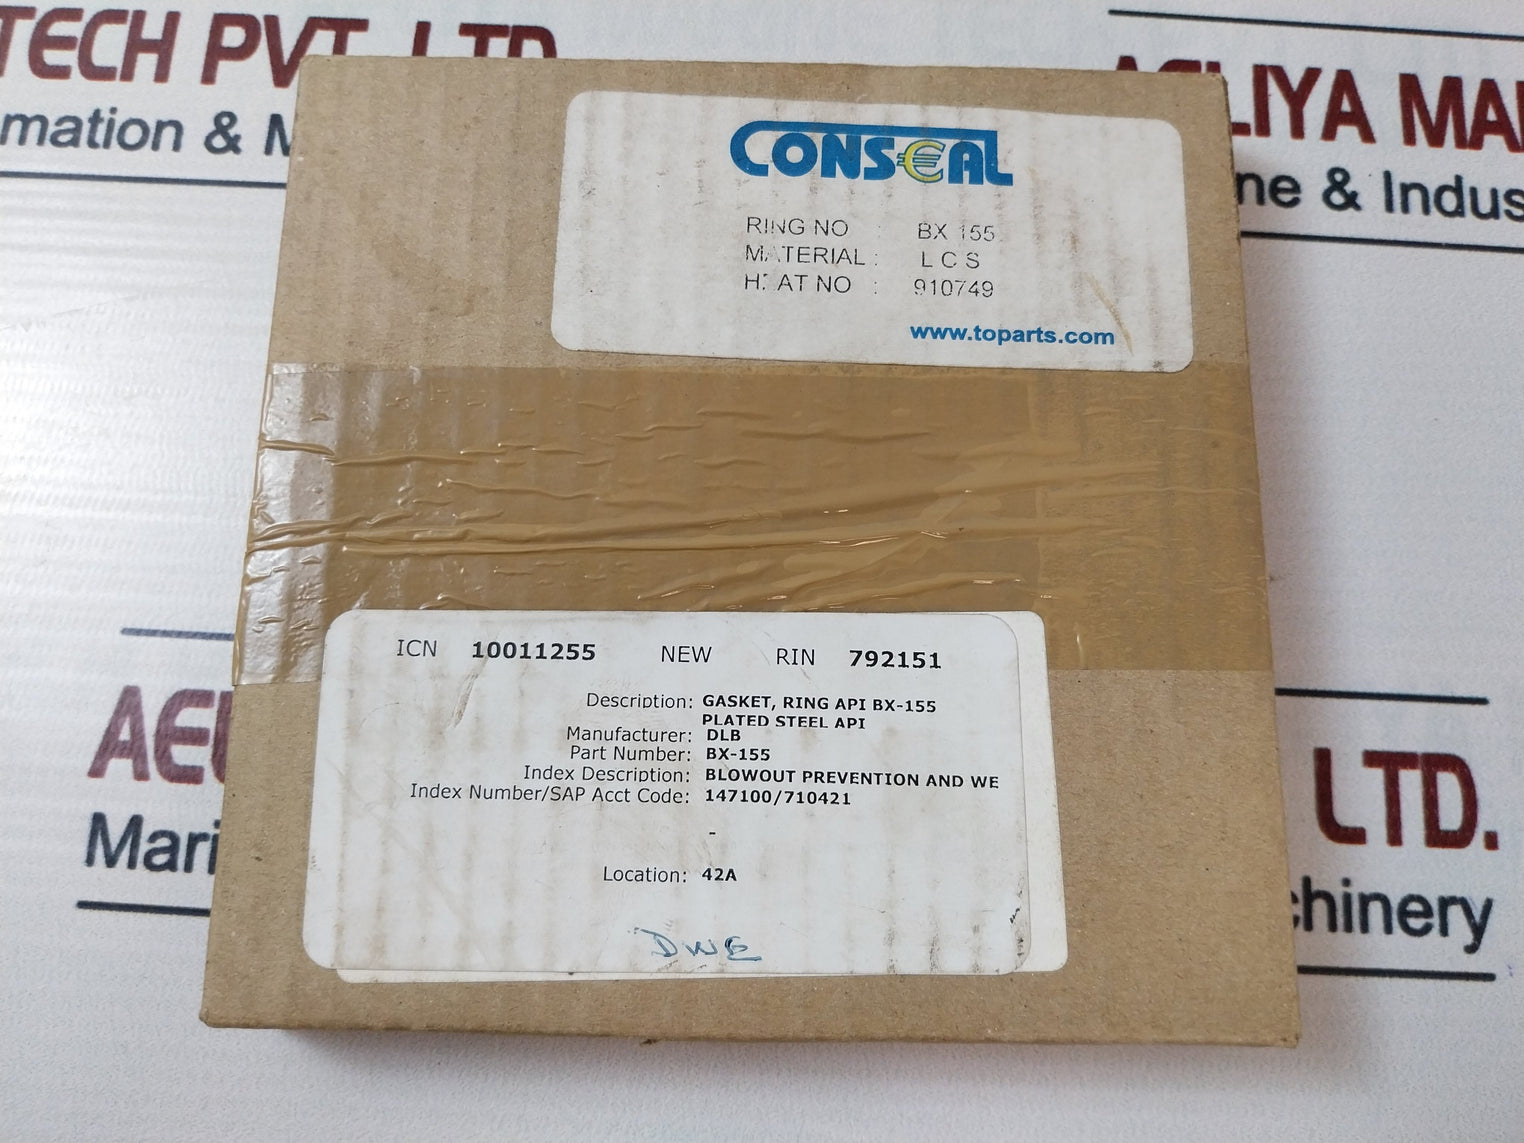 TECH PVT. LTD.
mation &
LIYA
ne & Indus
CONSEAL
RING NO : BX 155
MATERIAL : L C S
HEAT NO : 910749
www.toparts.com
ICN 10011255 NEW RIN 792151
Description: GASKET, RING API BX-155
PLATED STEEL API
Manufacturer: DLB
Part Number: BX-155
Index Description: BLOWOUT PREVENTION AND WE
Index Number/SAP Acct Code: 147100/710421
-
Location: 42A
DWE
AE
Mari
LTD.
chinery